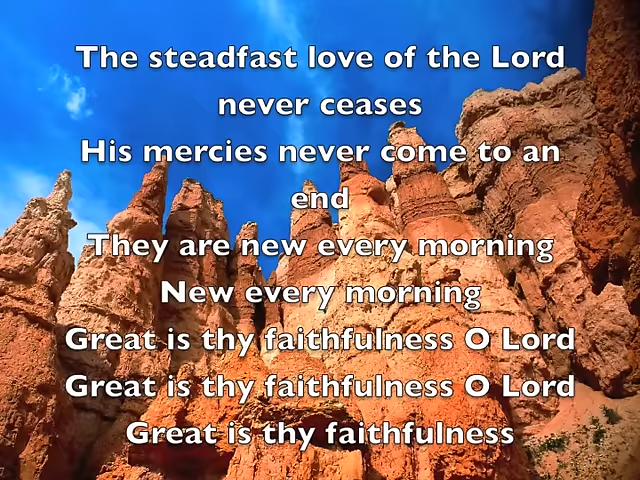 The steadfast love of the Lord
never ceases
His mercies never come to an
end
They are new every morning
New every morning
Great is thy faithfulness O Lord
Great is thy faithfulness O Lord
Great is thy faithfulness